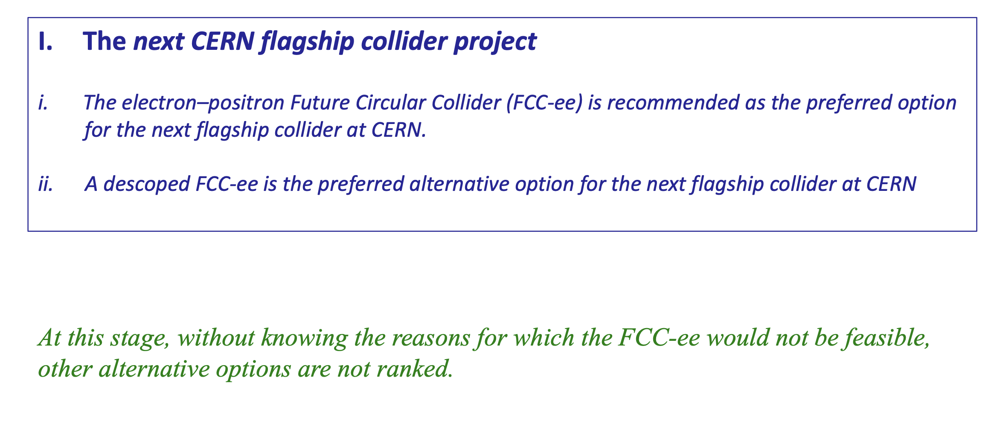 I. The next CERN flagship collider project
i. The electron–positron Future Circular Collider (FCC-ee) is recommended as the preferred option
for the next flagship collider at CERN.
ii. A descoped FCC-ee is the preferred alternative option for the next flagship collider at CERN
At this stage, without knowing the reasons for which the FCC-ee would not be feasible,
other alternative options are not ranked.